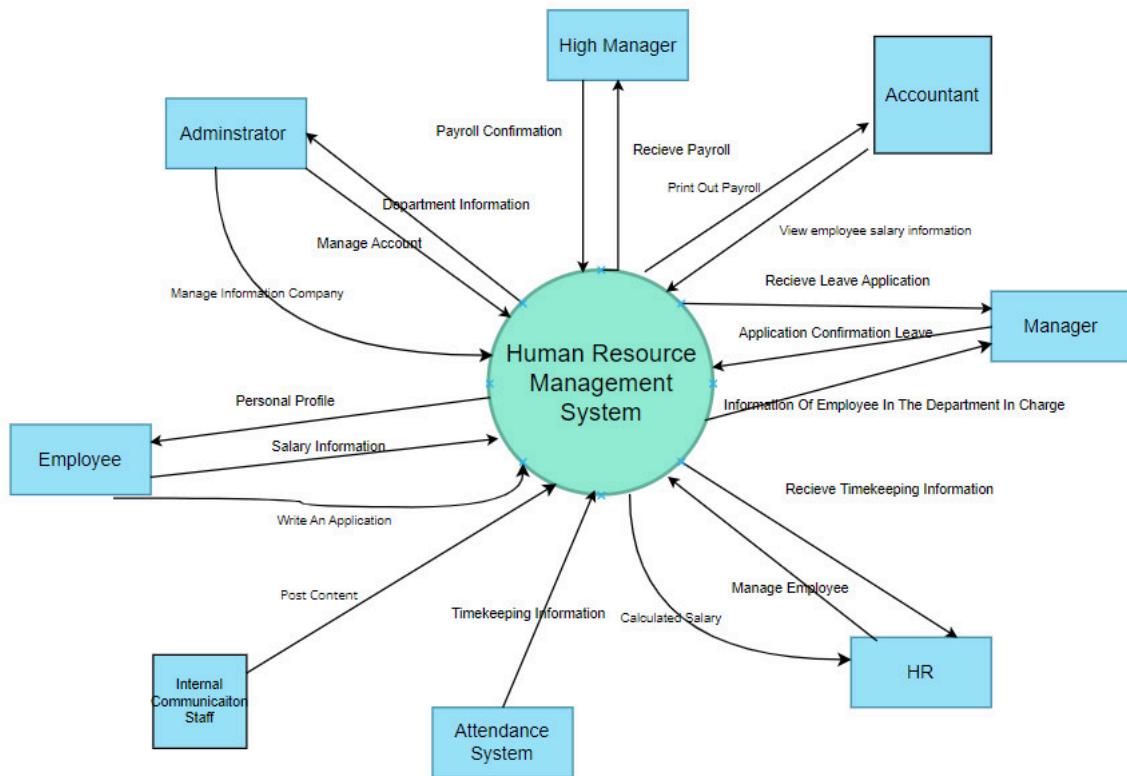 High Manager
Accountant
Adminstrator
Payroll Confirmation
Recieve Payroll
Print Out Payroll
Department Information
View employee salary information
Manage Account
Recieve Leave Application
Manage Information Company
Manager
Application Confirmation Leave
Human Resource
Management
System
Personal Profile
Information Of Employee In The Department In Charge
Salary Information
Employee
Recieve Timekeeping Information
Write An Application
Manage Employee
Post Content
Timekeeping Information
Calculated Salary
HR
Internal
Communicaiton
Staff
Attendance
System